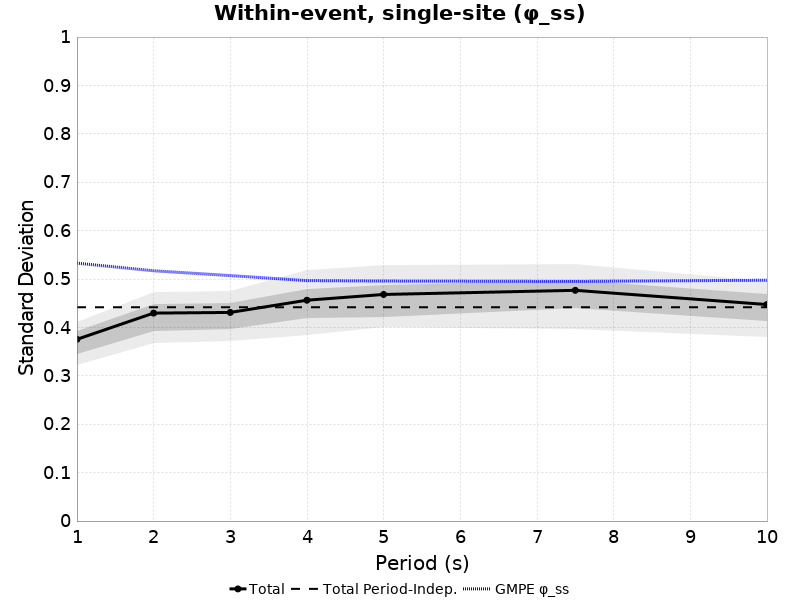 Within-event, single-site (φ_ss)
Standard Deviation
1
0.9
0.8
0.7
0.6
0.5
0.4
0.3
0.2
0.1
0
1 2 3 4 5 6 7 8 9 10
Period (s)
Total Total Period-Indep. GMPE φ_ss